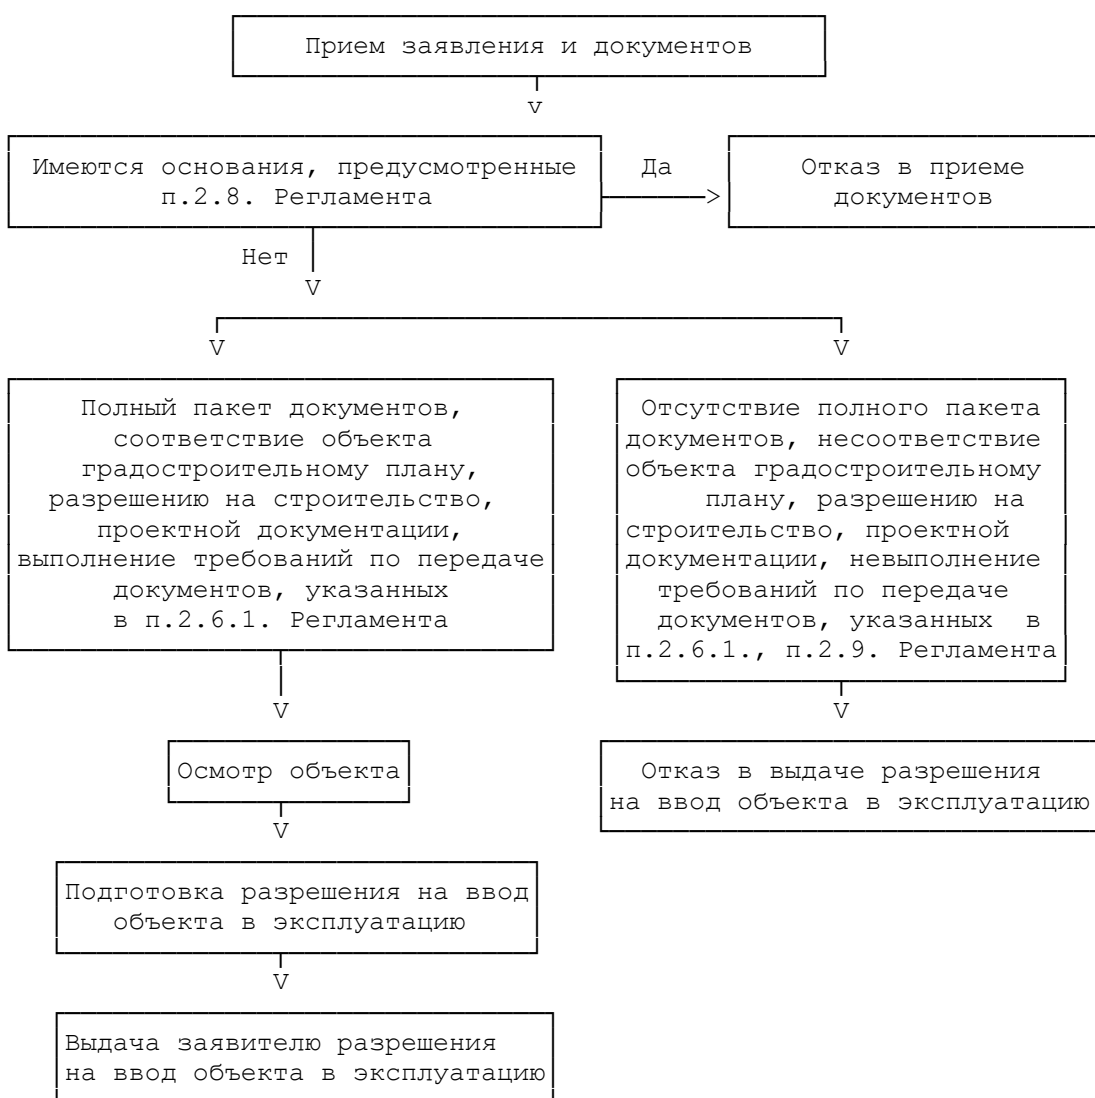 Прием заявления и документов
v
Имеются основания, предусмотренные
п.2.8. Регламента
Да
>
Отказ в приеме
документов
Нет
V
V
V
Полный пакет документов,
соответствие объекта
градостроительному плану,
разрешению на строительство,
проектной документации,
выполнение требований по передаче
документов, указанных
в п.2.6.1. Регламента
Отсутствие полного пакета
документов, несоответствие
объекта градостроительному
плану, разрешению на
строительство, проектной
документации, невыполнение
требований по передаче
документов, указанных в
п.2.6.1., п.2.9. Регламента
V
V
Осмотр объекта
Отказ в выдаче разрешения
на ввод объекта в эксплуатацию
V
Подготовка разрешения на ввод
объекта в эксплуатацию
V
Выдача заявителю разрешения
на ввод объекта в эксплуатацию